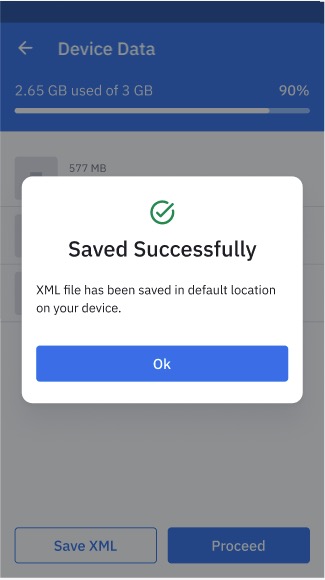 Device Data
2.65 GB used of 3 GB
90%
577 MB
Saved Successfully
XML file has been saved in default location
on your device.
Ok
Save XML
Proceed